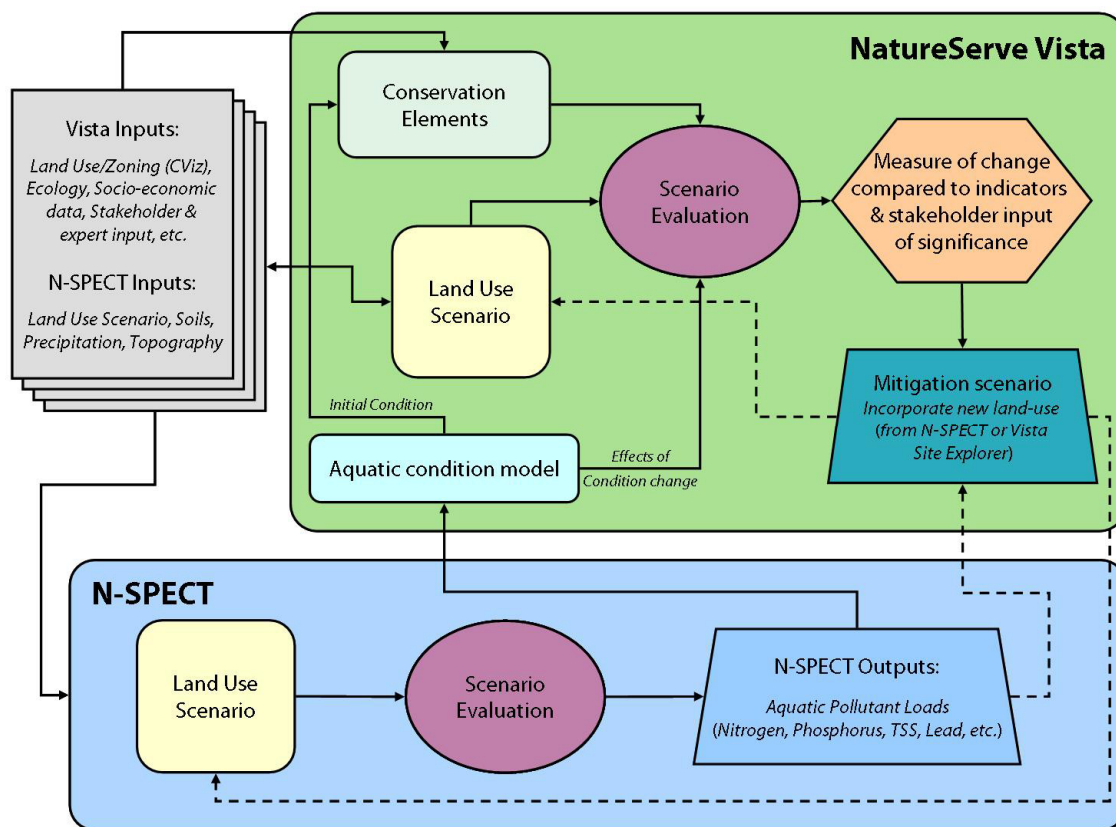 NatureServe Vista
Vista Inputs:
Land Use/Zoning (CViz),
Ecology, Socio-economic
data, Stakeholder &
expert input, etc.
N-SPECT Inputs:
Land Use Scenario, Soils,
Precipitation, Topography
Conservation
Elements
Scenario
Evaluation
Measure of change
compared to indicators
& stakeholder input
of significance
Land Use
Scenario
Mitigation scenario
Incorporate new land-use
(from N-SPECT or Vista
Site Explorer)
Initial Condition
Aquatic condition model
Effects of
Condition change
N-SPECT
Land Use
Scenario
Scenario
Evaluation
N-SPECT Outputs:
Aquatic Pollutant Loads
(Nitrogen, Phosphorus, TSS, Lead, etc.)